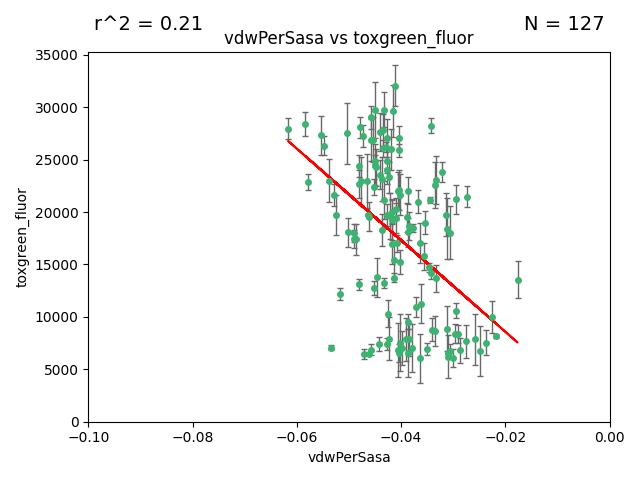 r^2 = 0.21
N = 127
vdwPerSasa vs toxgreen_fluor
35000
30000
25000
20000
15000
10000
5000
0
toxgreen_fluor
−0.10
−0.08
−0.06
−0.04
−0.02
0.00
vdwPerSasa